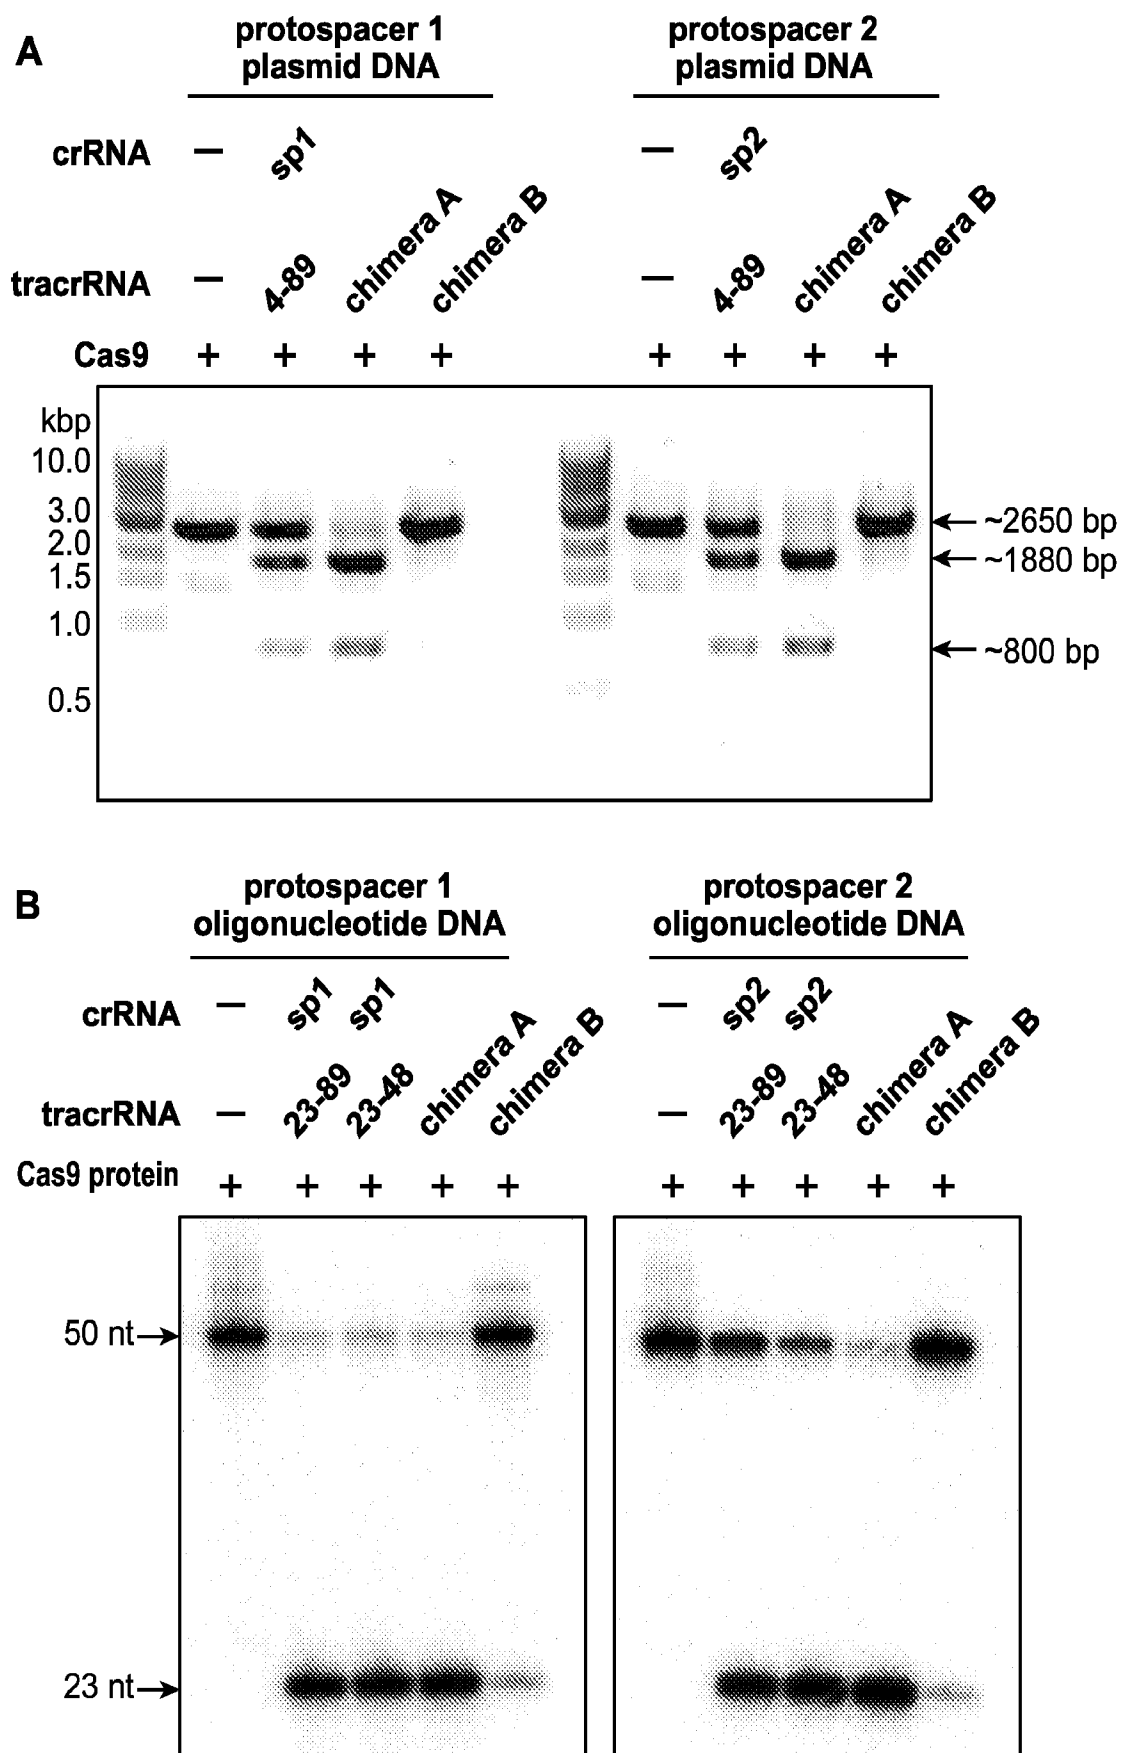 A
protospacer 1
plasmid DNA
protospacer 2
plasmid DNA
crRNA
–
sp1
–
sp2
tracrRNA
–
4-89
chimera A
chimera B
–
4-89
chimera A
chimera B
Cas9
+ + + +
+ + + +
kbp
10.0
3.0
2.0
1.5
1.0
0.5
~2650 bp
~1880 bp
~800 bp
B
protospacer 1
oligonucleotide DNA
protospacer 2
oligonucleotide DNA
crRNA
–
sp1
sp1
–
sp2
sp2
tracrRNA
–
23-89
23-48
chimera A
chimera B
–
23-89
23-48
chimera A
chimera B
Cas9 protein
+ + + + +
+ + + + +
50 nt
23 nt